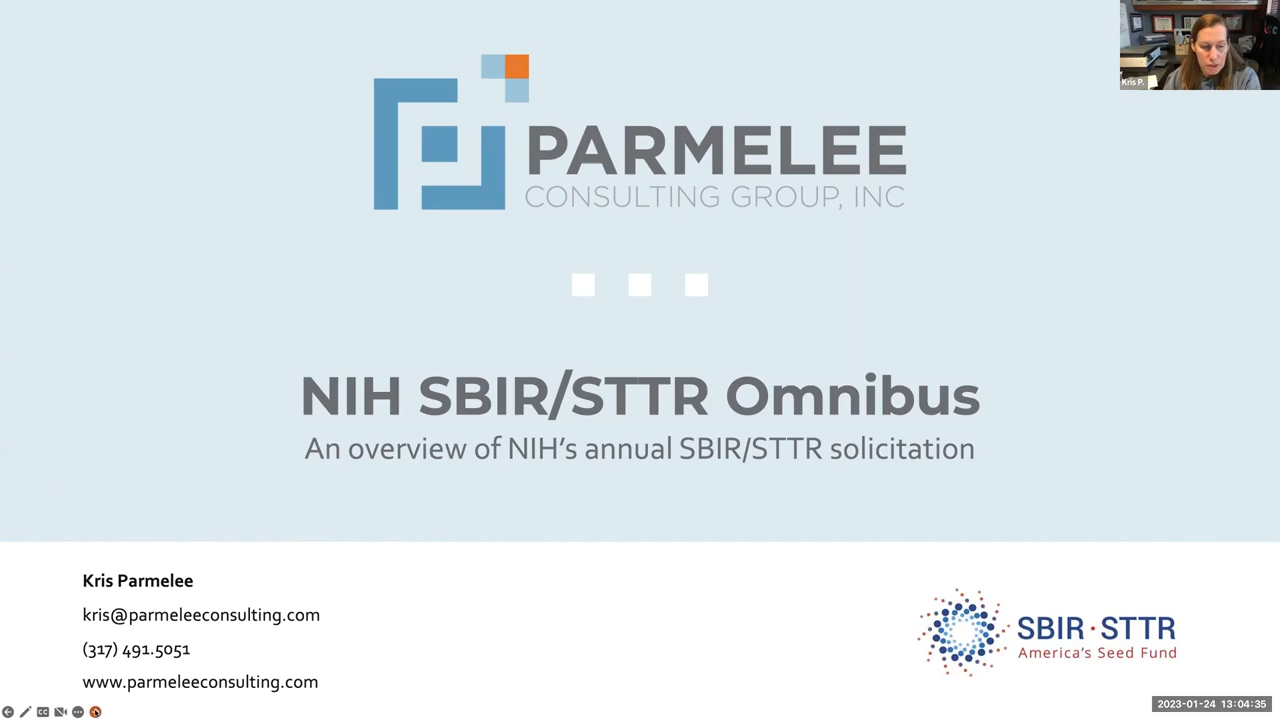 Kris P.
PARMELEE
CONSULTING GROUP, INC
NIH SBIR/STTR Omnibus
An overview of NIH's annual SBIR/STTR solicitation
Kris Parmelee
kris@parmeleeconsulting.com
(317) 491.5051
www.parmeleeconsulting.com
SBIR·STTR
America's Seed Fund
CC
2023-01-24 13:04:35